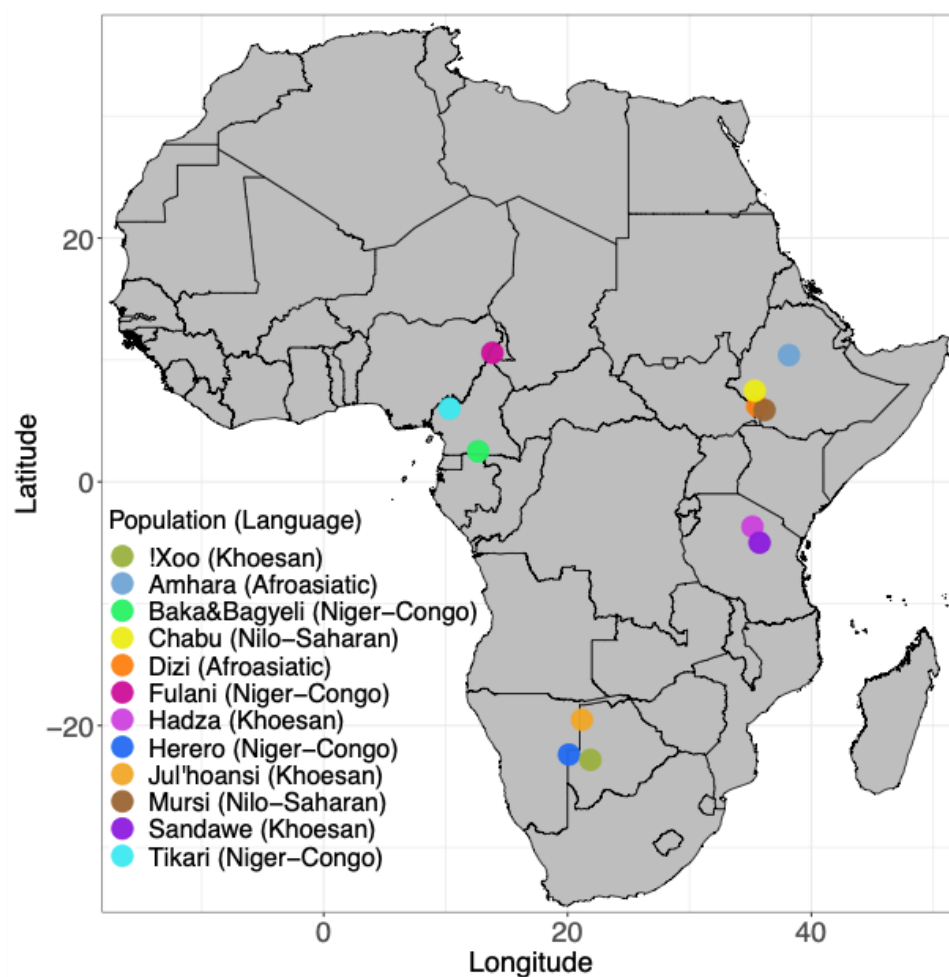 20
0
−20
Latitude
Population (Language)
!Xoo (Khoesan)
Amhara (Afroasiatic)
Baka&Bagyeli (Niger−Congo)
Chabu (Nilo−Saharan)
Dizi (Afroasiatic)
Fulani (Niger−Congo)
Hadza (Khoesan)
Herero (Niger−Congo)
Jul'hoansi (Khoesan)
Mursi (Nilo−Saharan)
Sandawe (Khoesan)
Tikari (Niger−Congo)
0 20 40
Longitude